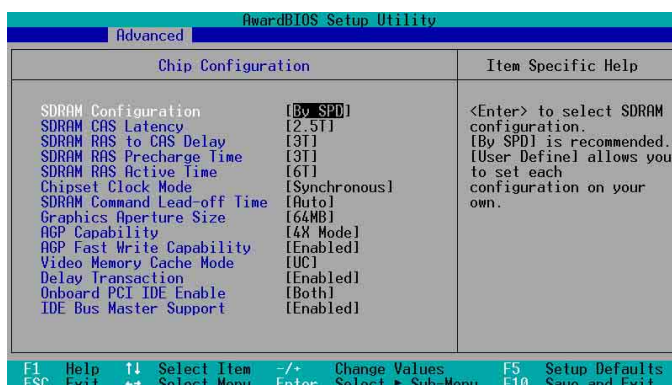 AwardBIOS Setup Utility
Advanced
Chip Configuration
Item Specific Help
SDRAM Configuration [By SPD]
SDRAM CAS Latency [2.5T]
SDRAM RAS to CAS Delay [3T]
SDRAM RAS Precharge Time [3T]
SDRAM RAS Active Time [6T]
Chipset Clock Mode [Synchronous]
SDRAM Command Lead-off Time [Auto]
Graphics Aperture Size [64MB]
AGP Capability [4X Mode]
AGP Fast Write Capability [Enabled]
Video Memory Cache Mode [UC]
Delay Transaction [Enabled]
Onboard PCI IDE Enable [Both]
IDE Bus Master Support [Enabled]
<Enter> to select SDRAM
configuration.
[By SPD] is recommended.
[User Define] allows you
to set each
configuration on your
own.
F1 Help ↑↓ Select Item -/+ Change Values F5 Setup Defaults
ESC Exit ↔ Select Menu Enter Select ► Sub-Menu F10 Save and Exit